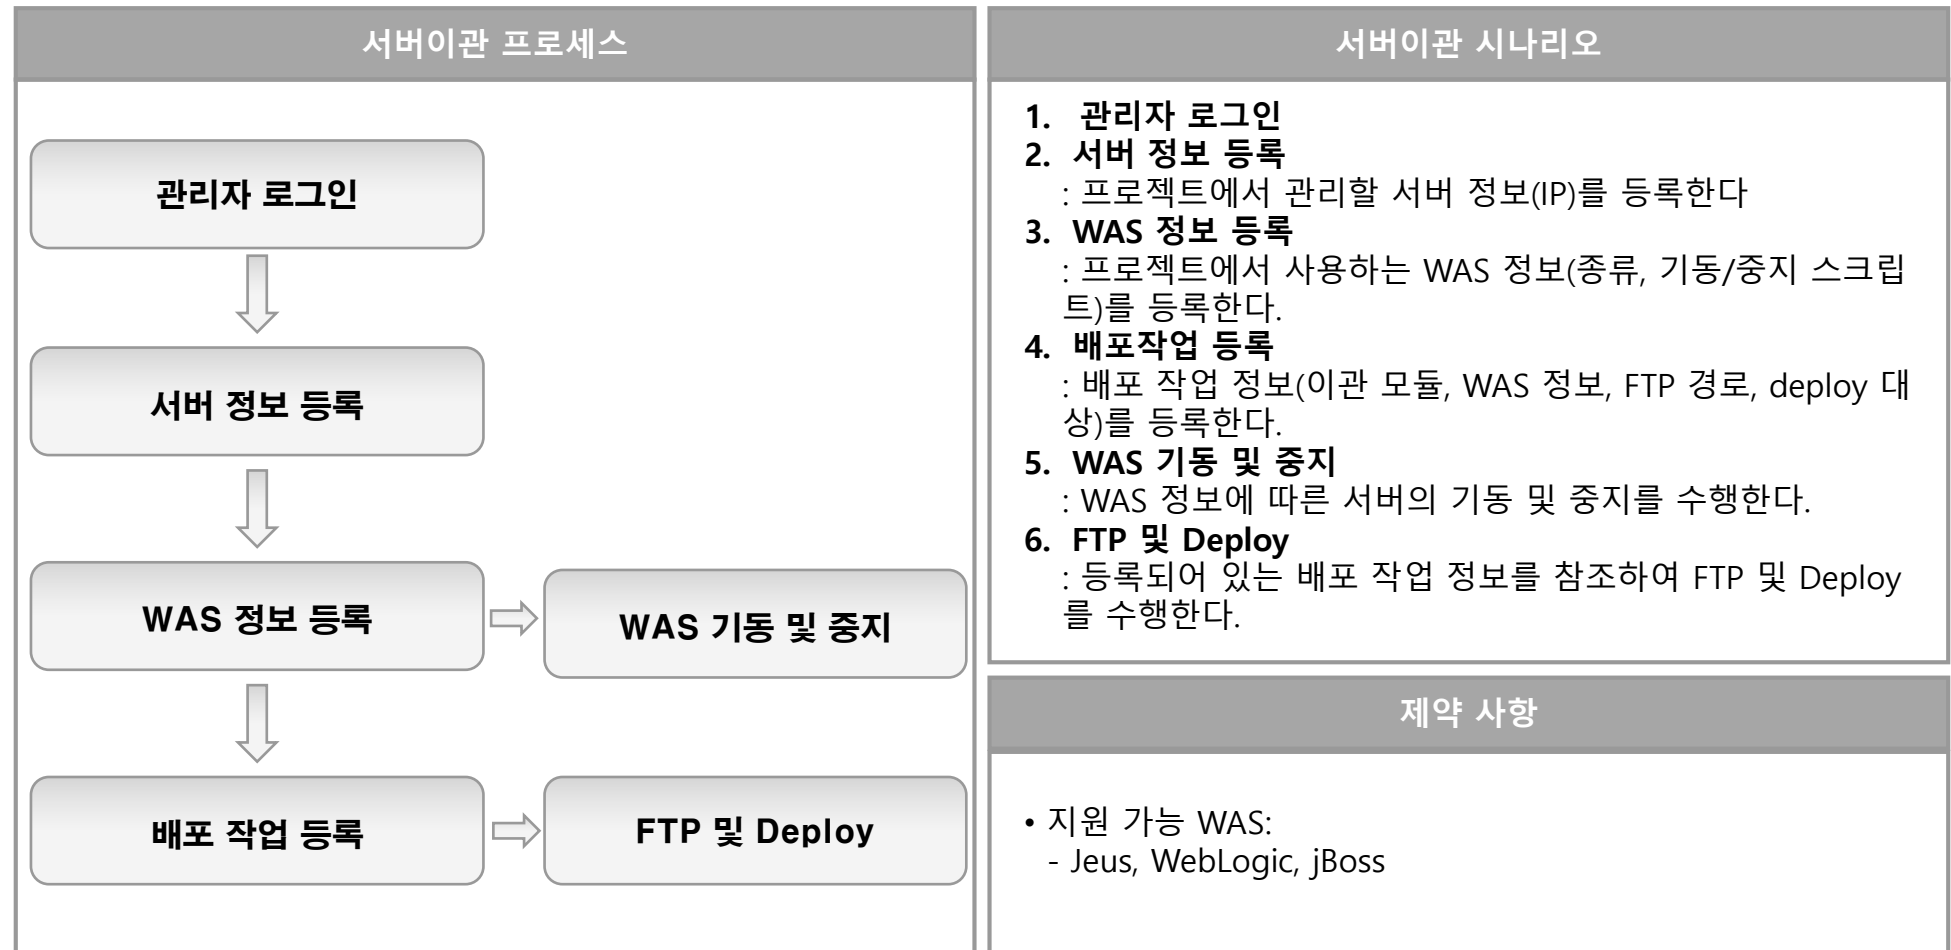 서버이관 프로세스
관리자 로그인
서버 정보 등록
WAS 정보 등록
WAS 기동 및 중지
배포 작업 등록
FTP 및 Deploy
서버이관 시나리오
1. 관리자 로그인
2. 서버 정보 등록
: 프로젝트에서 관리할 서버 정보(IP)를 등록한다
3. WAS 정보 등록
: 프로젝트에서 사용하는 WAS 정보(종류, 기동/중지 스크립
트)를 등록한다.
4. 배포작업 등록
: 배포 작업 정보(이관 모듈, WAS 정보, FTP 경로, deploy 대
상)를 등록한다.
5. WAS 기동 및 중지
: WAS 정보에 따른 서버의 기동 및 중지를 수행한다.
6. FTP 및 Deploy
: 등록되어 있는 배포 작업 정보를 참조하여 FTP 및 Deploy
를 수행한다.
제약 사항
• 지원 가능 WAS:
- Jeus, WebLogic, jBoss